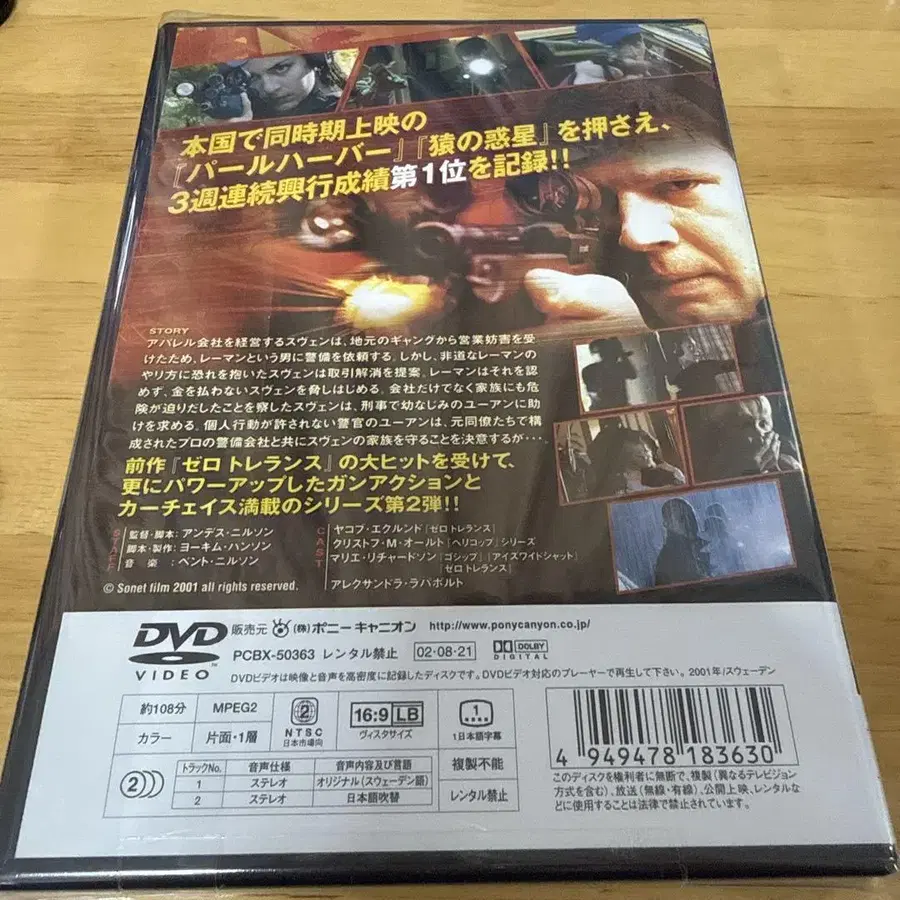 本国で同時期上映の
『パールハーバー』『猿の惑星』を押さえ、
3週連続興行成績第1位を記録!!
STORY
アパレル会社を経営するスヴェンは、地元のギャングから営業妨害を受
けたため、レーマンという男に警備を依頼する。しかし、非道なレーマンの
やり方に恐れを抱いたスヴェンは取引解消を提案。レーマンはそれを認
めず、金を払わないスヴェンを脅しはじめる。会社だけでなく家族にも危
険が迫りだしたことを察したスヴェンは、刑事で幼なじみのユーアンに助
けを求める。個人行動が許されない警官のユーアンは、元同僚たちで構
成されたプロの警備会社と共にスヴェンの家族を守ることを決意するが…。
前作『ゼロ トレランス』の大ヒットを受けて、
更にパワーアップしたガンアクションと
カーチェイス満載のシリーズ第2弾!!
STAFF
監督・脚本：アンデス・ニルソン
脚本・製作：ヨーキム・ハンソン
音 楽：ベント・ニルソン
CAST
ヤコブ・エクルンド［ゼロ トレランス］
クリストフ・M・オールト［ヘリコップ］シリーズ
マリエ・リチャードソン［ゴシップ］［アイズワイドシャット］
［ゼロ トレランス］
アレクサンドラ・ラパポルト
© Sonet film 2001 all rights reserved.
DVD
VIDEO
販売元 (株)ポニー キャニオン http://www.ponycanyon.co.jp/
PCBX-50363 レンタル禁止 02・08・21 DOLBY DIGITAL
DVDビデオは映像と音声を高密度に記録したディスクです。DVDビデオ対応のプレーヤーで再生して下さい。2001年/スウェーデン
約108分 MPEG2
カラー 片面・1層
2
NTSC
日本市場向
16:9 LB
ビスタサイズ
1
1.日本語字幕
2
トラックNo. 音声仕様 音声内容及び言語
1 ステレオ オリジナル(スウェーデン語)
2 ステレオ 日本語吹替
複製不能
レンタル禁止
4 949478 183630
このディスクを権利者に無断で、複製(異なるテレビジョン
方式を含む)、放送(無線・有線)、公開上映、レンタルな
どに使用することは法律で禁止されています。